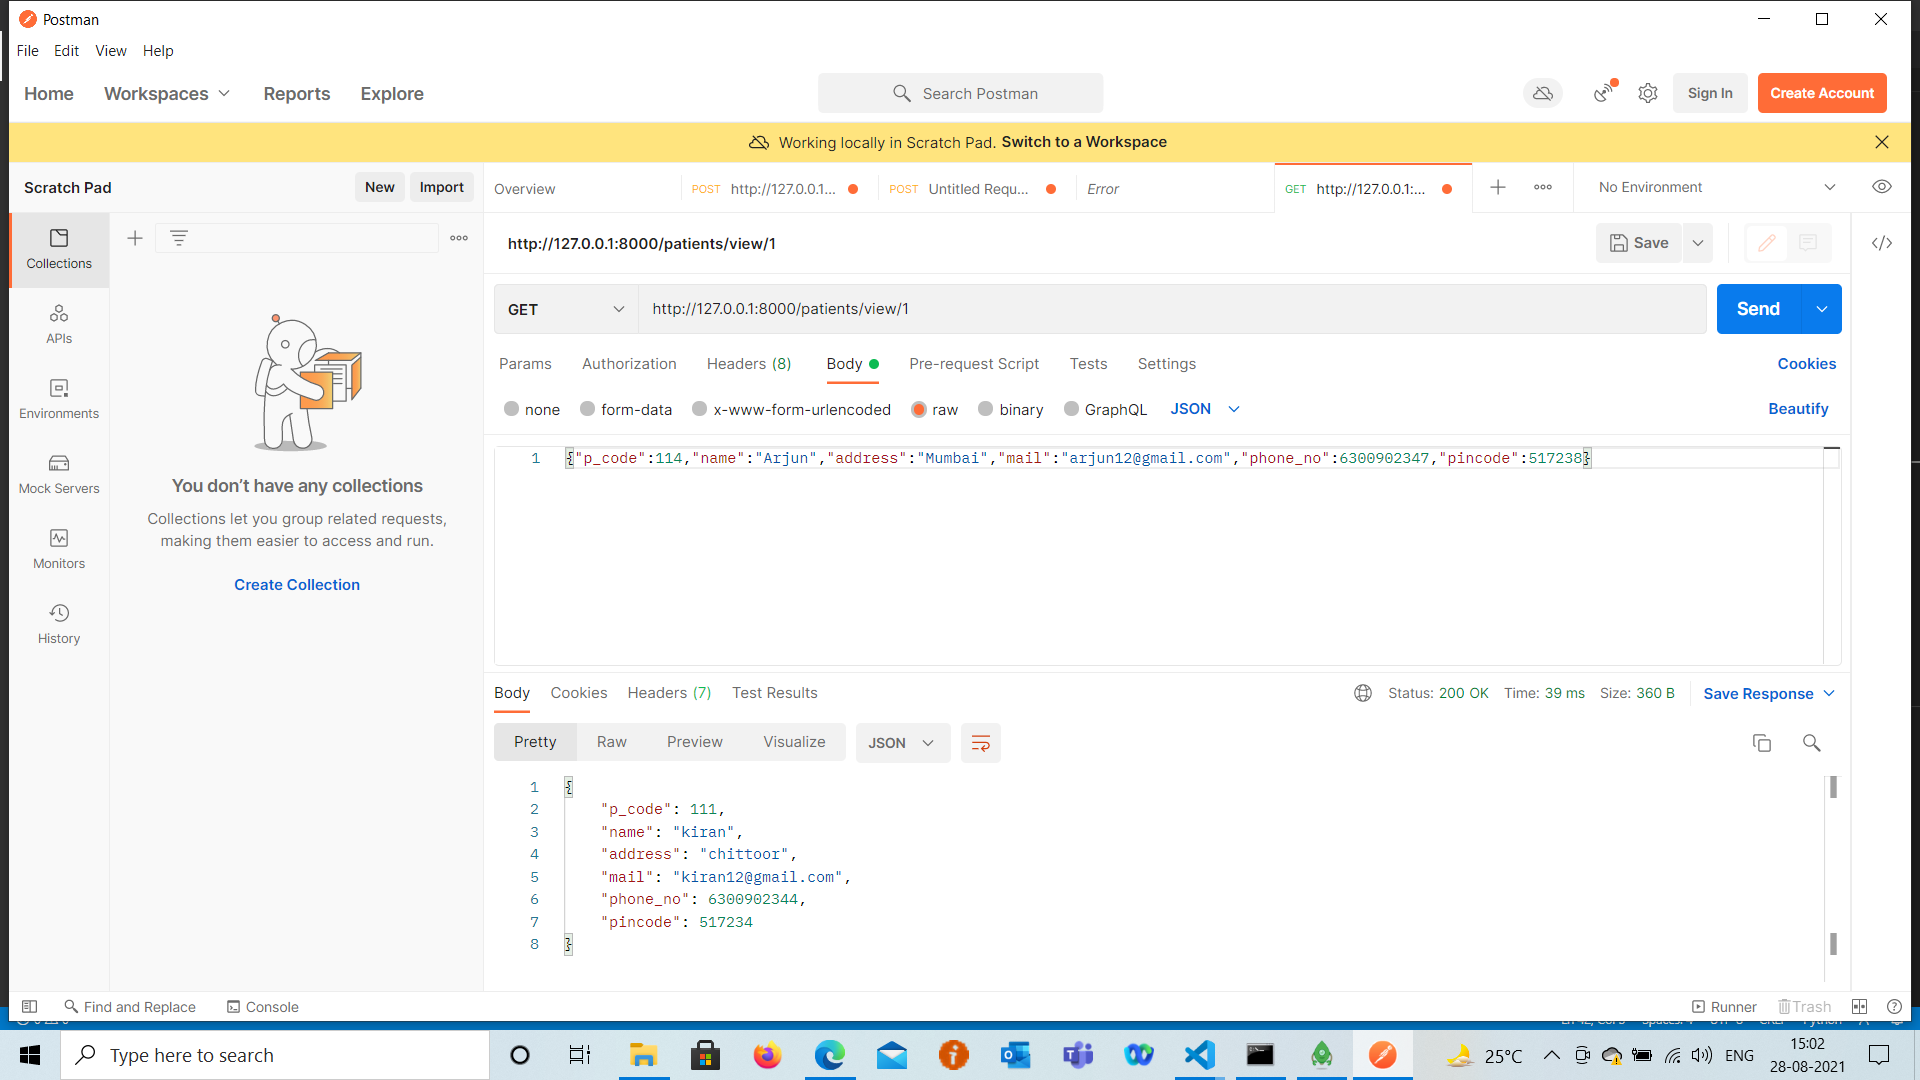 Postman
File Edit View Help
Home Workspaces Reports Explore Search Postman Sign In Create Account
Working locally in Scratch Pad. Switch to a Workspace
Scratch Pad New Import Overview POST http://127.0.0.1... POST Untitled Requ... Error GET http://127.0.0.1:... No Environment
http://127.0.0.1:8000/patients/view/1 Save
Collections
GET http://127.0.0.1:8000/patients/view/1 Send
APIs
Params Authorization Headers (8) Body Pre-request Script Tests Settings Cookies
Environments
none form-data x-www-form-urlencoded raw binary GraphQL JSON Beautify
1 {"p_code":114,"name":"Arjun","address":"Mumbai","mail":"arjun12@gmail.com","phone_no":6300902347,"pincode":517238}
Mock Servers
You don't have any collections
Collections let you group related requests,
making them easier to access and run.
Monitors
Create Collection
History
Body Cookies Headers (7) Test Results Status: 200 OK Time: 39 ms Size: 360 B Save Response
Pretty Raw Preview Visualize JSON
1 {
2 "p_code": 111,
3 "name": "kiran",
4 "address": "chittoor",
5 "mail": "kiran12@gmail.com",
6 "phone_no": 6300902344,
7 "pincode": 517234
8 }
Find and Replace Console Runner Trash
Type here to search 25°C ENG 15:02
28-08-2021